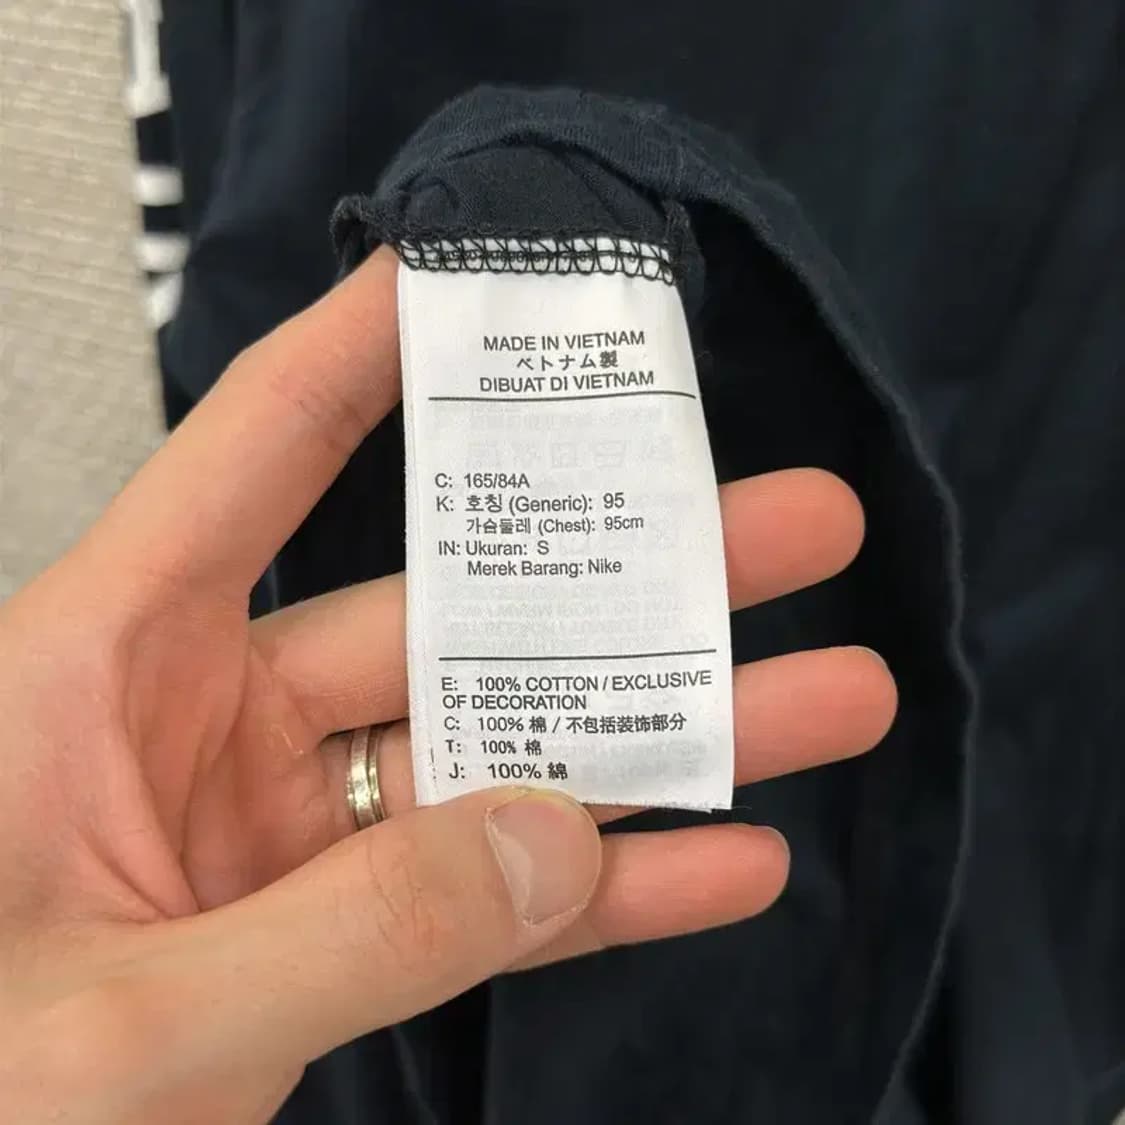 MADE IN VIETNAM
ベトナム製
DIBUAT DI VIETNAM
C: 165/84A
K: 호칭 (Generic): 95
가슴둘레 (Chest): 95cm
IN: Ukuran: S
Merek Barang: Nike
E: 100% COTTON / EXCLUSIVE
OF DECORATION
C: 100% 棉 / 不包括装饰部分
T: 100% 棉
J: 100% 綿